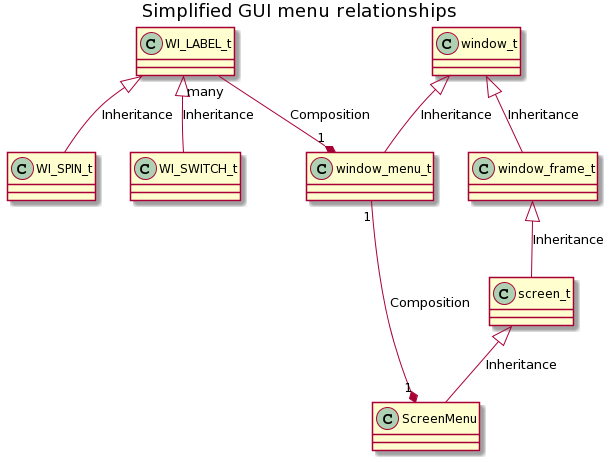 Simplified GUI menu relationships
C WI_LABEL_t
C window_t
many
Inheritance
Inheritance
Composition
Inheritance
Inheritance
1
C WI_SPIN_t
C WI_SWITCH_t
C window_menu_t
C window_frame_t
1
Inheritance
C screen_t
Composition
Inheritance
1
C ScreenMenu